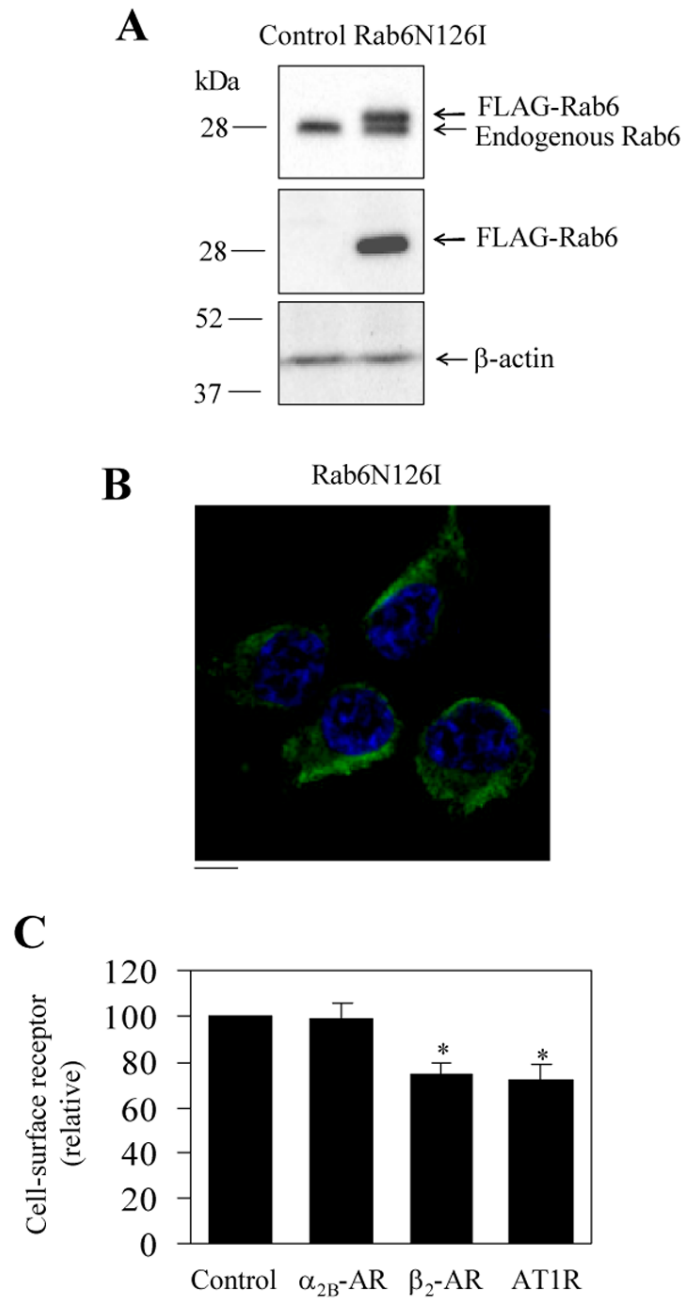 A
Control Rab6N126I
kDa
FLAG-Rab6
28
Endogenous Rab6
FLAG-Rab6
28
52
β-actin
37
B
Rab6N126I
C
Cell-surface receptor
(relative)
120
100
80
60
40
20
0
* *
Control α2B-AR β2-AR AT1R